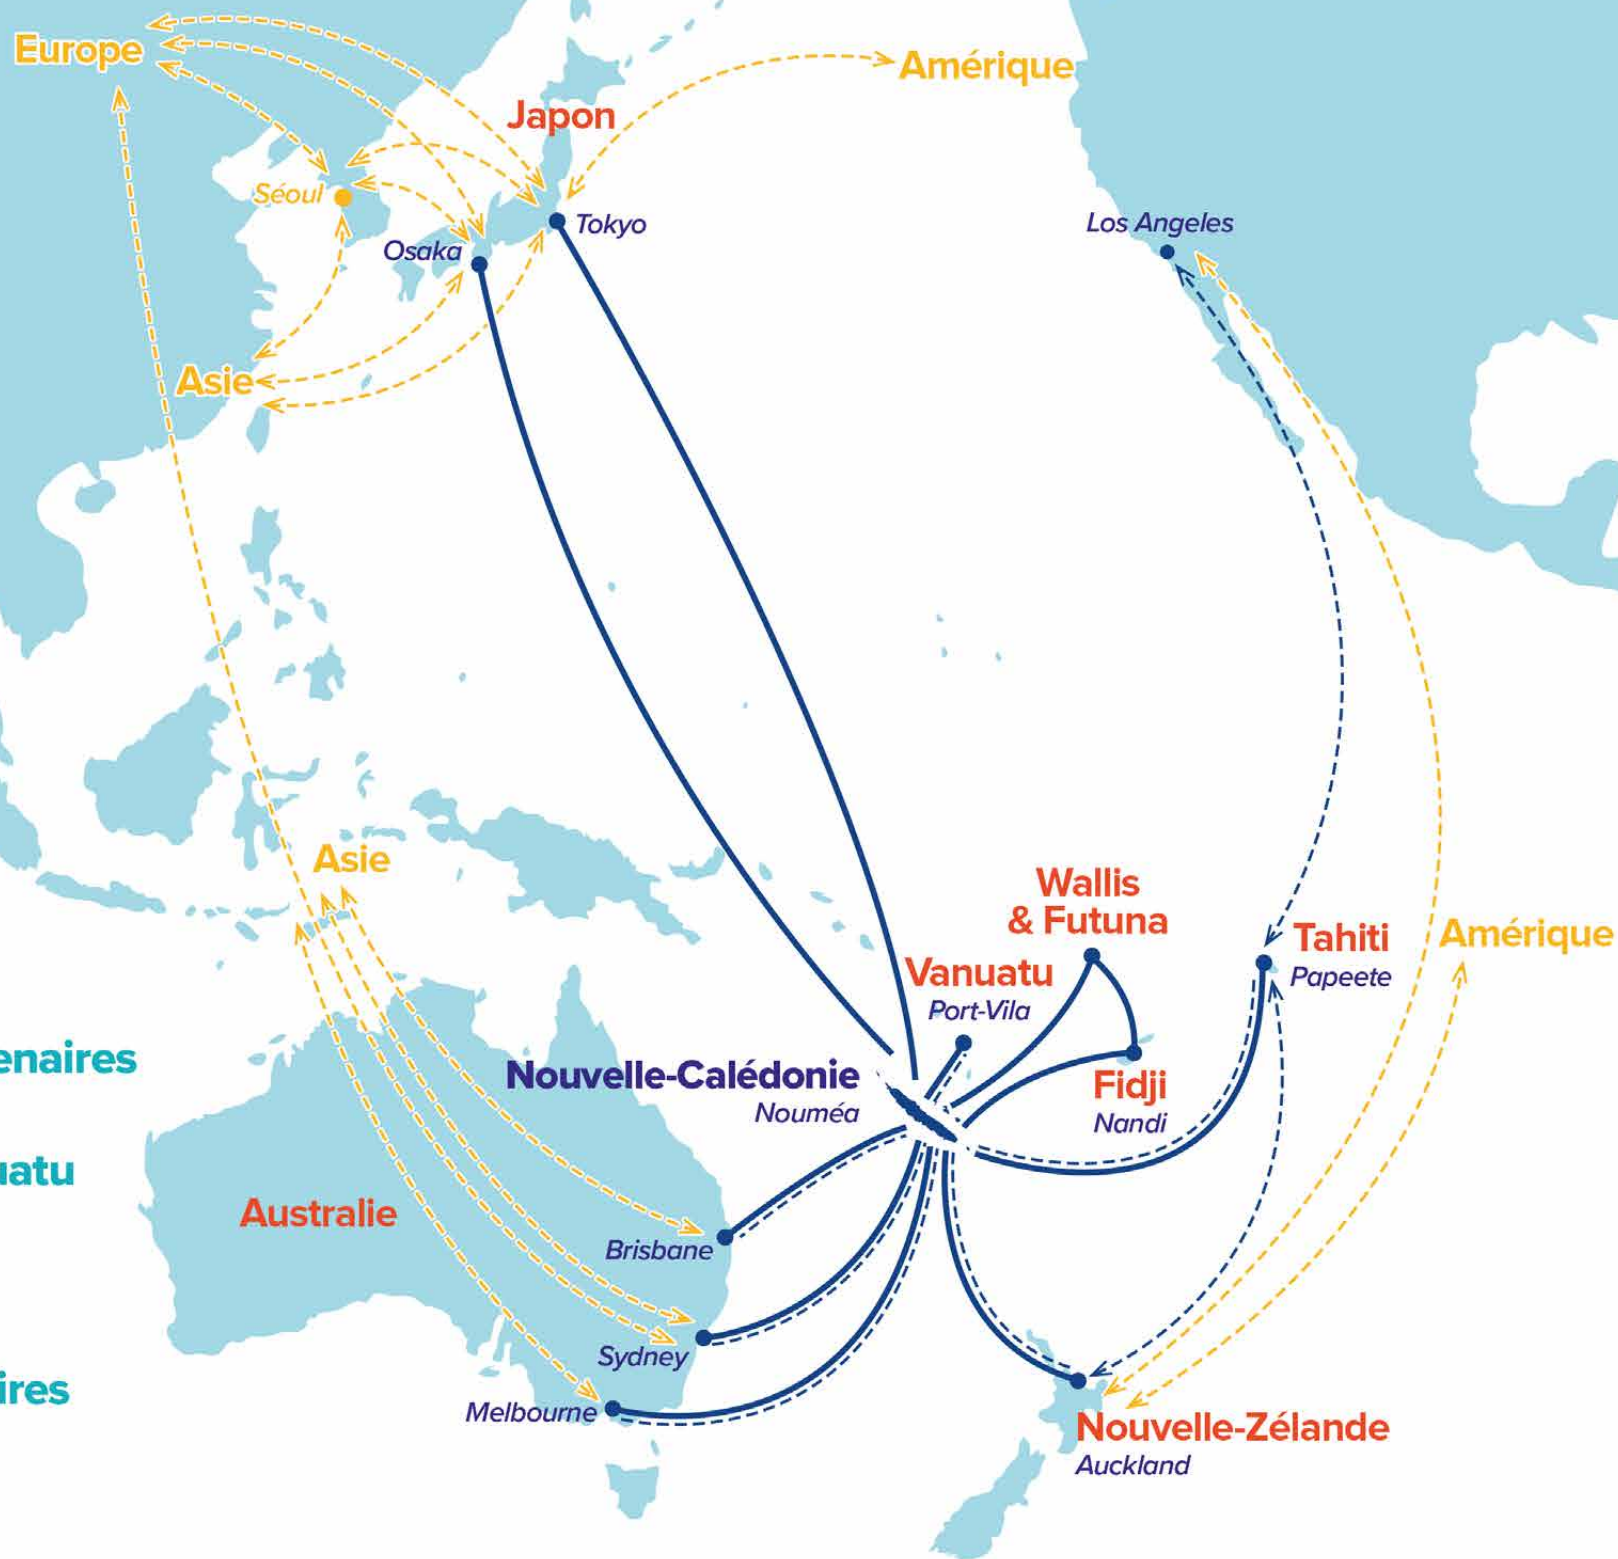 Europe
Amérique
Japon
Séoul
Tokyo
Los Angeles
Osaka
Asie
Asie
Wallis
& Futuna
Tahiti
Amérique
Vanuatu
Papeete
Port-Vila
enaires
Nouvelle-Calédonie
Fidji
Nouméa
Nandi
uatu
Australie
Brisbane
Sydney
ires
Melbourne
Nouvelle-Zélande
Auckland